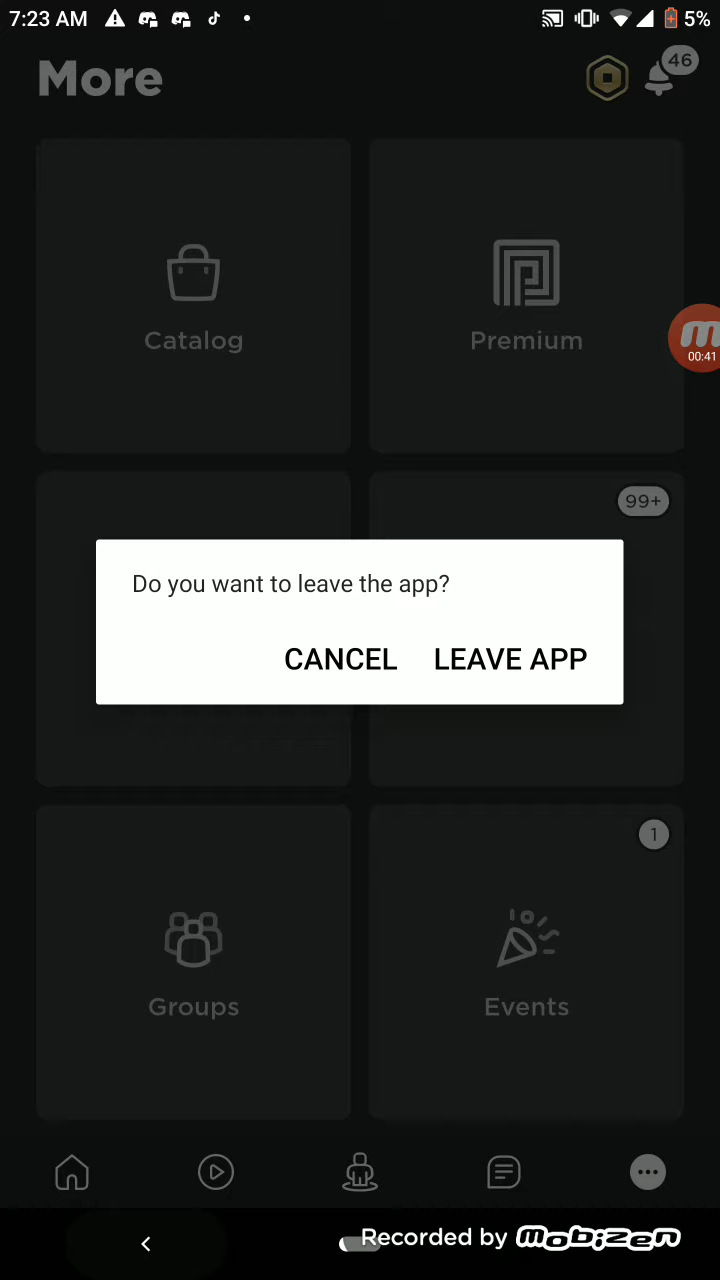 7:23 AM
5%
More
46
Catalog
Premium
00:41
99+
Do you want to leave the app?
CANCEL LEAVE APP
1
Groups
Events
Recorded by mobizen